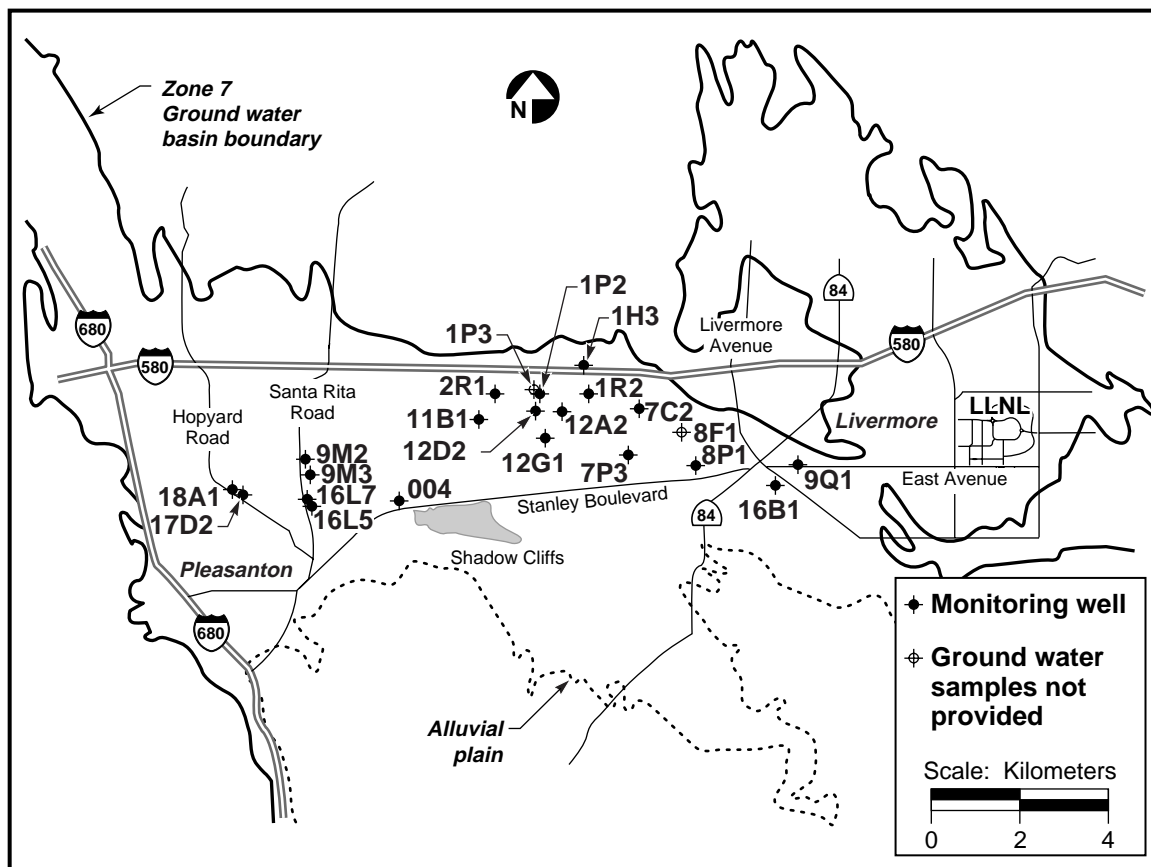 Zone 7
Ground water
basin boundary
N
84
1P2
1P3
1H3
680
580
Livermore
Avenue
580
2R1
1R2
Santa Rita
Road
Hopyard
Road
11B1
7C2
12A2
8F1
Livermore
LLNL
12D2
12G1
9M2
9M3
7P3
8P1
9Q1
East Avenue
18A1
16L7
004
Stanley Boulevard
16B1
17D2
16L5
84
Shadow Cliffs
Pleasanton
680
Alluvial
plain
Monitoring well
Ground water
samples not
provided
Scale: Kilometers
0 2 4